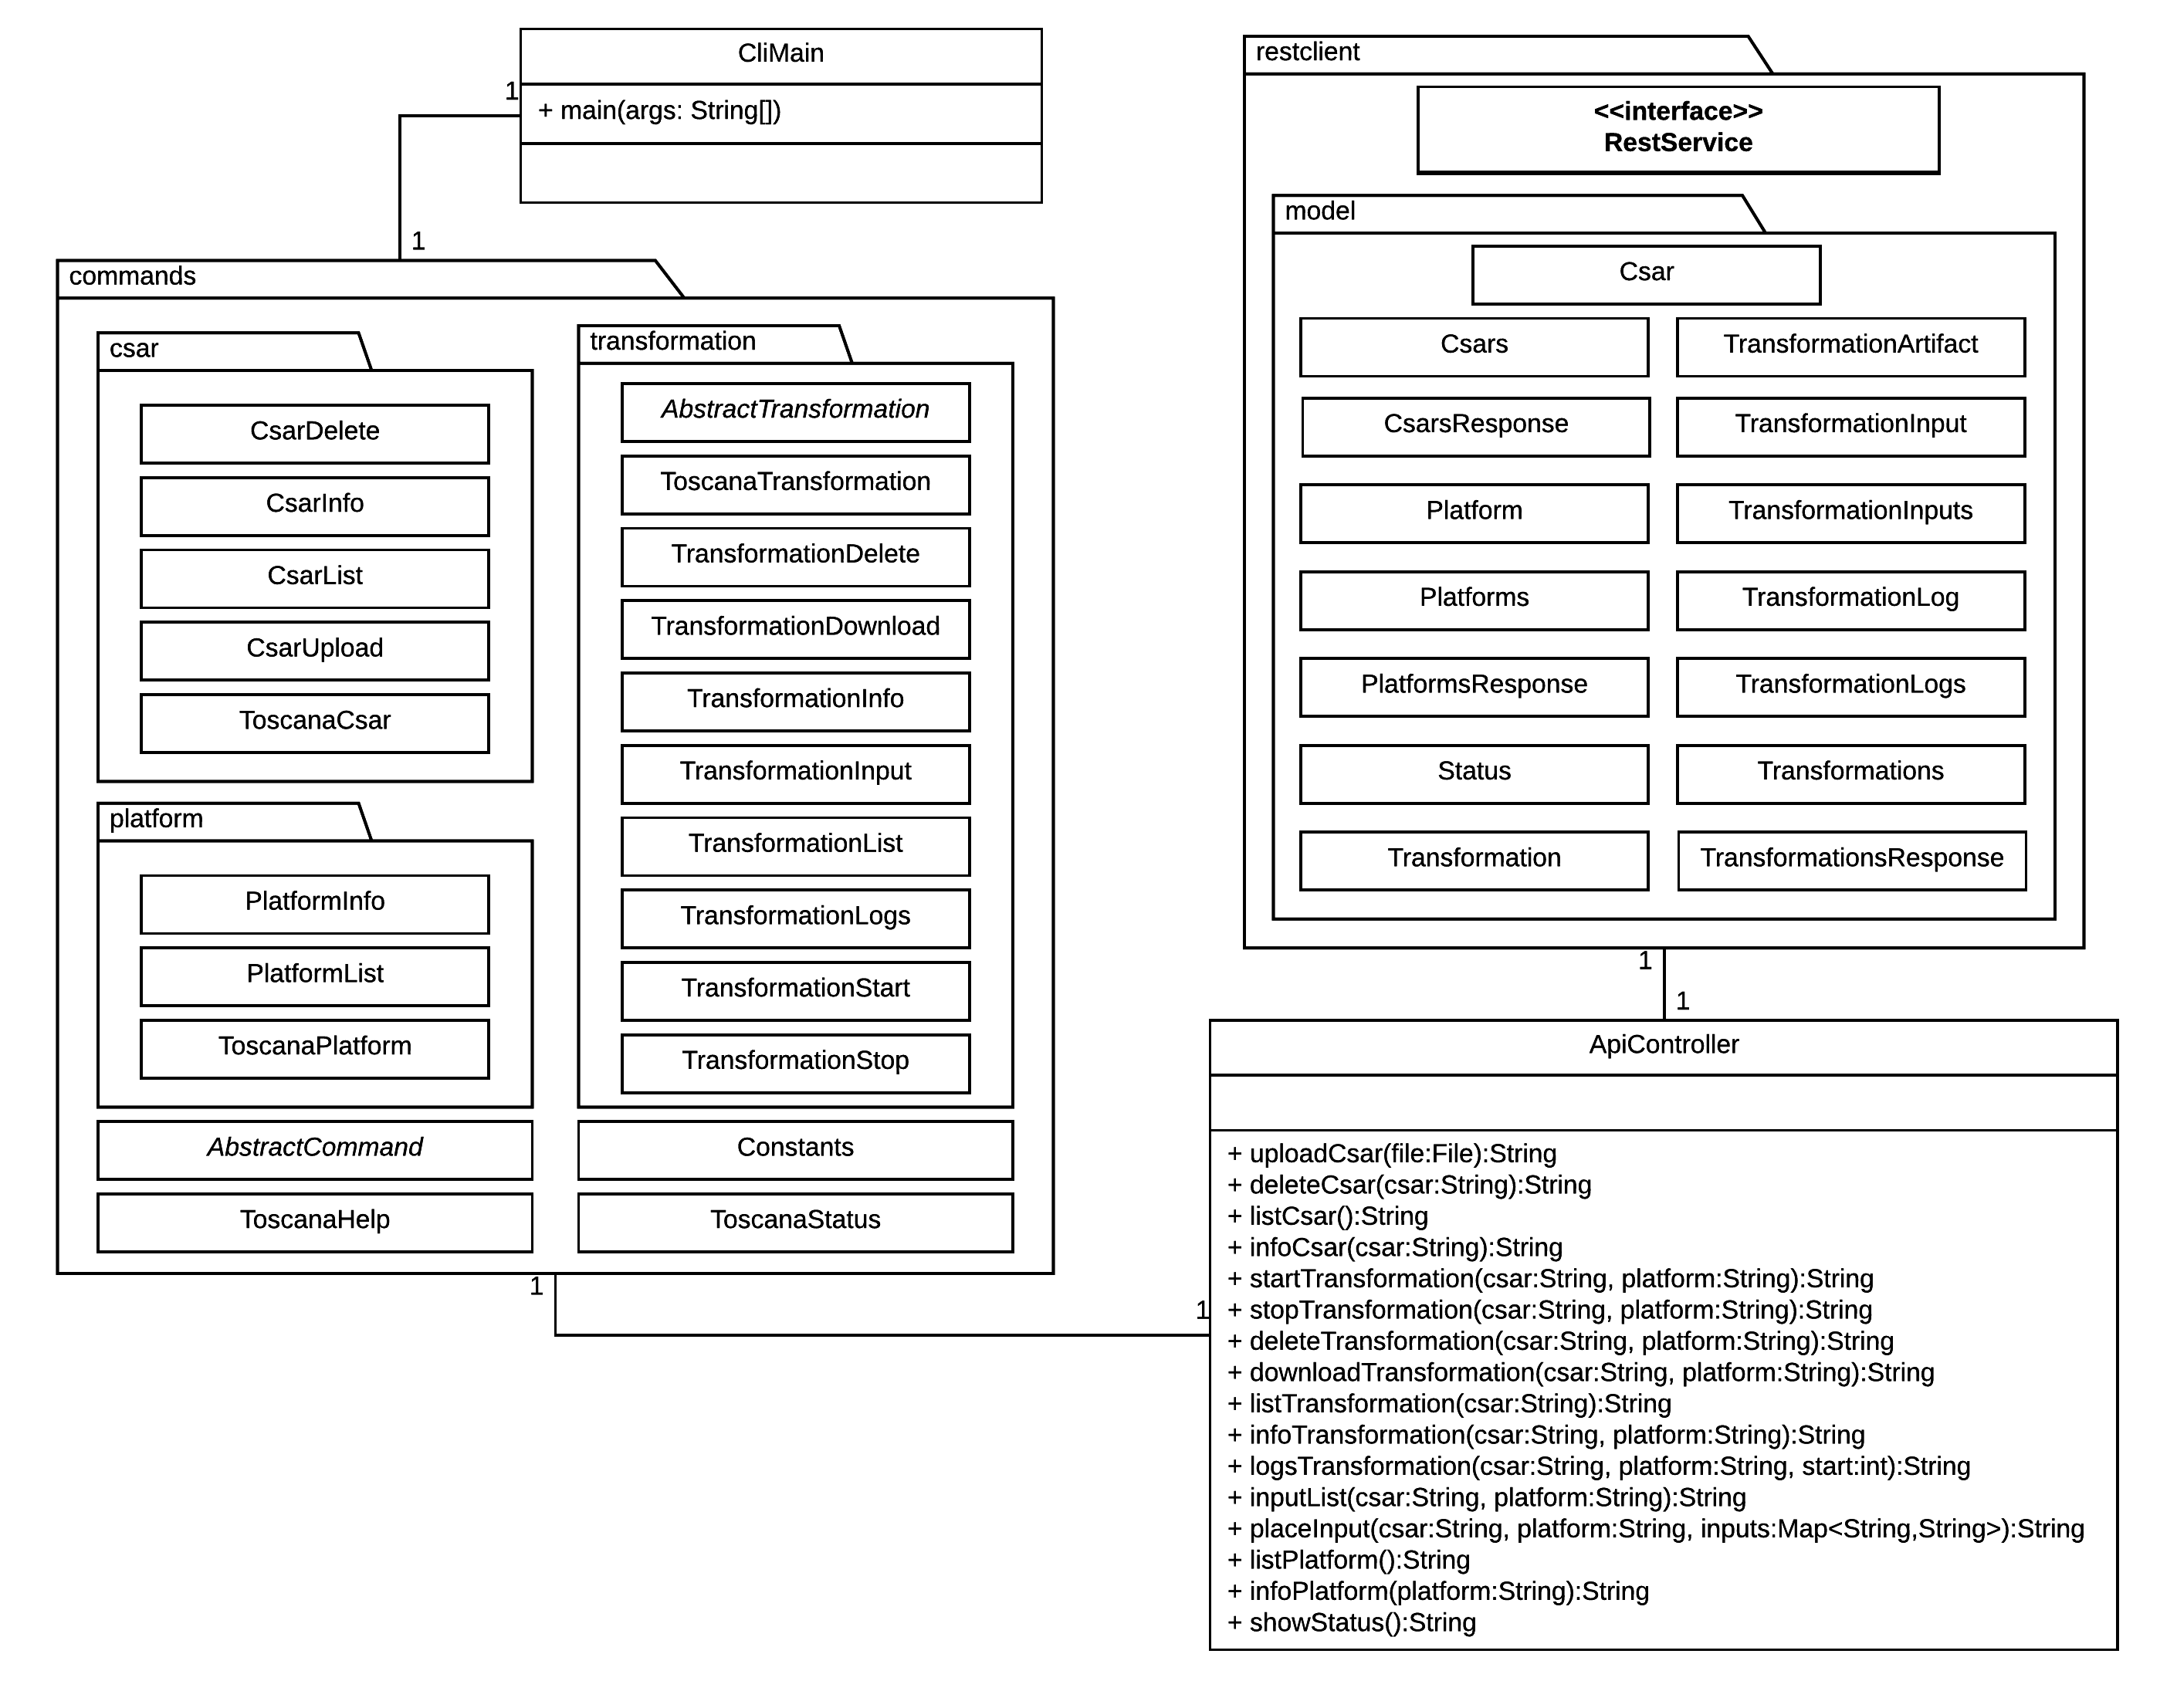 CliMain
+ main(args: String[])
1
1
commands
csar
CsarDelete
CsarInfo
CsarList
CsarUpload
ToscanaCsar
platform
PlatformInfo
PlatformList
ToscanaPlatform
AbstractCommand
ToscanaHelp
transformation
AbstractTransformation
ToscanaTransformation
TransformationDelete
TransformationDownload
TransformationInfo
TransformationInput
TransformationList
TransformationLogs
TransformationStart
TransformationStop
Constants
ToscanaStatus
1
1
restclient
<<interface>>
RestService
model
Csar
Csars
CsarsResponse
Platform
Platforms
PlatformsResponse
Status
Transformation
TransformationArtifact
TransformationInput
TransformationInputs
TransformationLog
TransformationLogs
Transformations
TransformationsResponse
1
1
ApiController
+ uploadCsar(file:File):String
+ deleteCsar(csar:String):String
+ listCsar():String
+ infoCsar(csar:String):String
+ startTransformation(csar:String, platform:String):String
+ stopTransformation(csar:String, platform:String):String
+ deleteTransformation(csar:String, platform:String):String
+ downloadTransformation(csar:String, platform:String):String
+ listTransformation(csar:String):String
+ infoTransformation(csar:String, platform:String):String
+ logsTransformation(csar:String, platform:String, start:int):String
+ inputList(csar:String, platform:String):String
+ placeInput(csar:String, platform:String, inputs:Map<String,String>):String
+ listPlatform():String
+ infoPlatform(platform:String):String
+ showStatus():String